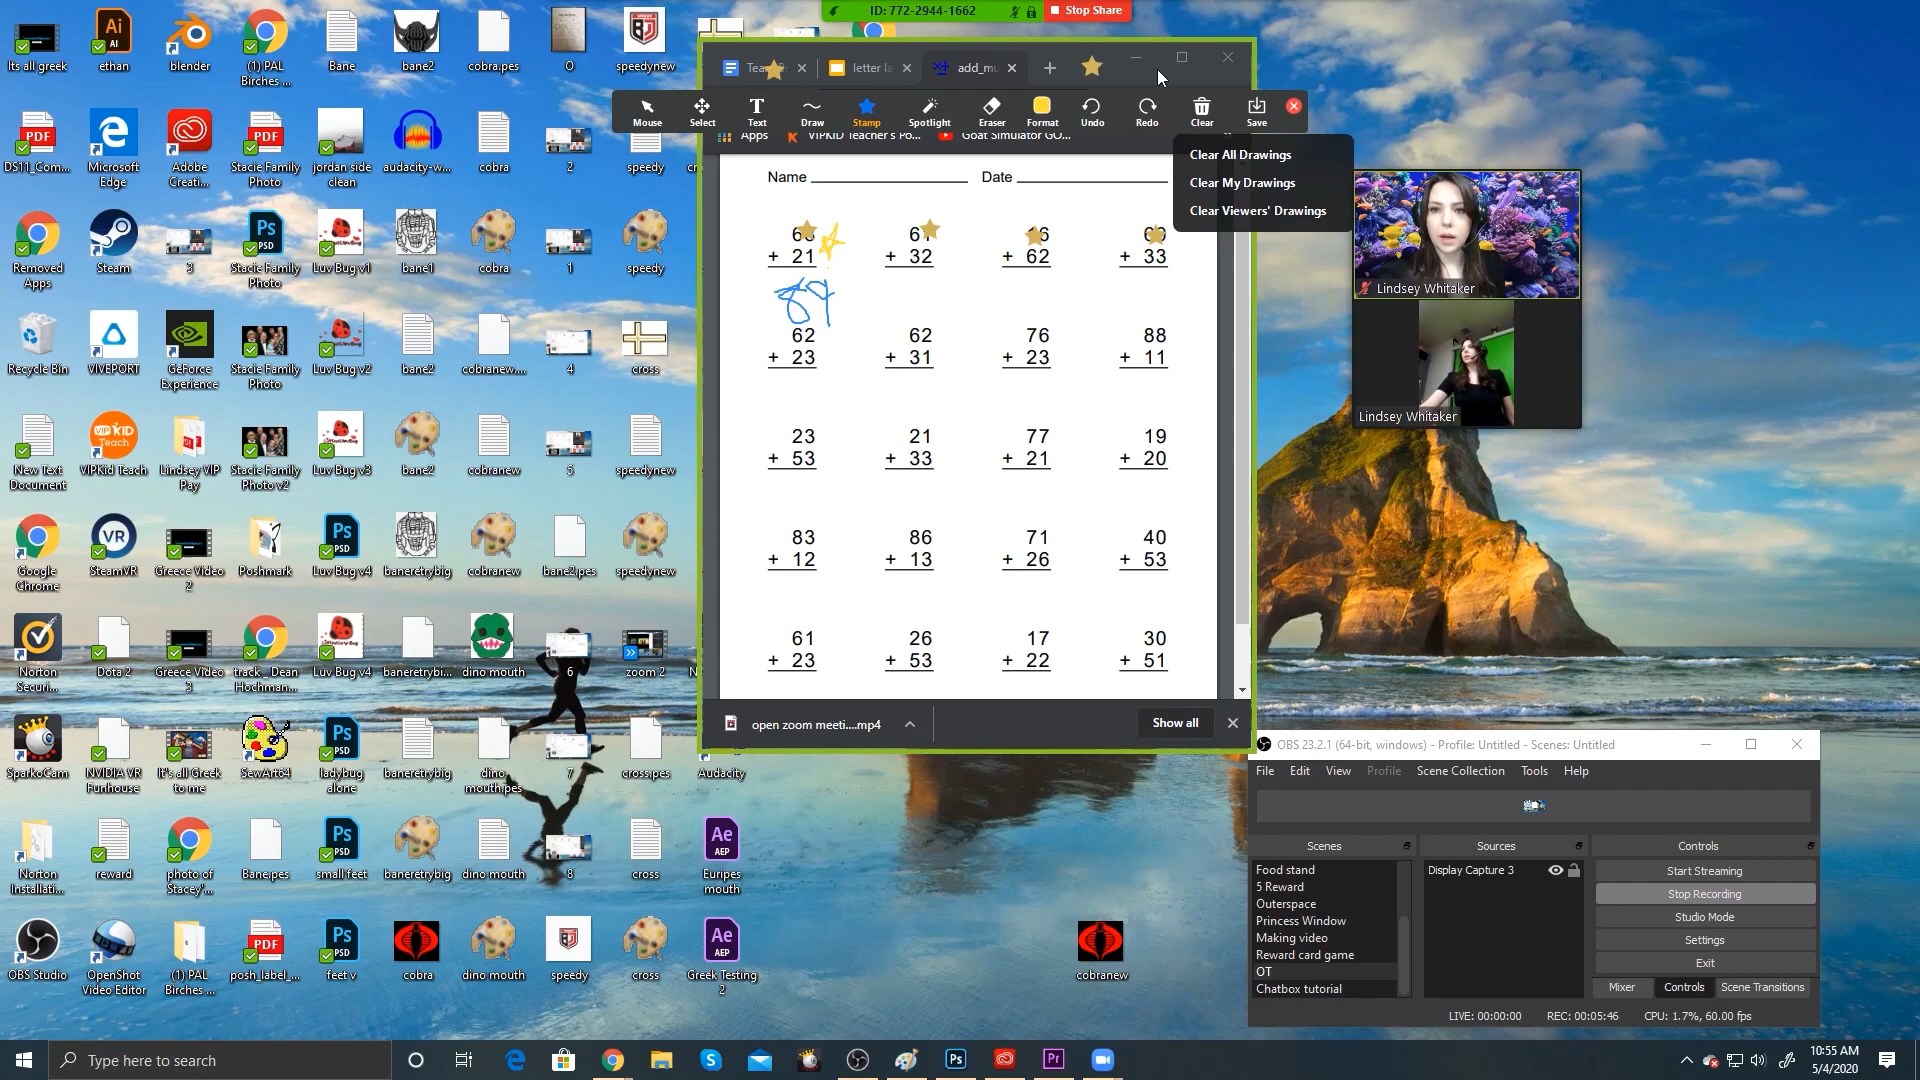 ID: 772-2944-1662 Stop Share
letter la add_mu
Mouse Select Text Draw Stamp Spotlight Eraser Format Undo Redo Clear Save
Apps VIPKID Teacher's Po... Goat Simulator GO...
Clear All Drawings
Clear My Drawings
Clear Viewers' Drawings
Name Date
+ 21 + 32 + 62 + 33
89
62 62 76 88
+ 23 + 31 + 23 + 11
23 21 77 19
+ 53 + 33 + 21 + 20
83 86 71 40
+ 12 + 13 + 26 + 53
61 26 17 30
+ 23 + 53 + 22 + 51
open zoom meeti....mp4 Show all
Lindsey Whitaker
Lindsey Whitaker
Its all greek ethan blender (1) PAL Birches ... Bane bane2 cobra.pes O speedynew
DS11_Com... Microsoft Edge Adobe Creati... Stacie Family Photo jordan side clean audacity-w... cobra 2 speedy
Removed Apps Steam 3 Stacie Family Photo Luv Bug v1 bane1 cobra 1 speedy
Recycle Bin VIVEPORT GeForce Experience Stacie Family Photo Luv Bug v2 bane2 cobranew.... 4 cross
New Text Document VIPKid Teach Lindsey VIP Pay Stacie Family Photo v2 Luv Bug v3 bane2 cobranew 5 speedynew
Google Chrome SteamVR Greece Video 2 Poshmark Luv Bug v4 baneretrybig cobranew bane2.pes speedynew
Norton Securi... Dota 2 Greece Video 3 track _ Dean Hochman... Luv Bug v4 baneretrybi... dino mouth 6 zoom 2
SparkoCam NVIDIA VR Funhouse It's all Greek to me SewArt64 ladybug alone baneretrybig dino mouth.pes 7 cross.pes Audacity
Norton Installati... reward photo of Stacey'... Bane.pes small feet baneretrybig dino mouth 8 cross Euripes mouth
OBS Studio OpenShot Video Editor (1) PAL Birches ... posh_label_... feet v cobra dino mouth speedy cross Greek Testing 2 cobranew
OBS 23.2.1 (64-bit, windows) - Profile: Untitled - Scenes: Untitled
File Edit View Profile Scene Collection Tools Help
Scenes Sources Controls
Food stand
5 Reward
Outerspace
Princess Window
Making video
Reward card game
OT
Chatbox tutorial
Display Capture 3
Start Streaming
Stop Recording
Studio Mode
Settings
Exit
Mixer Controls Scene Transitions
LIVE: 00:00:00 REC: 00:05:46 CPU: 1.7%, 60.00 fps
Type here to search
10:55 AM
5/4/2020